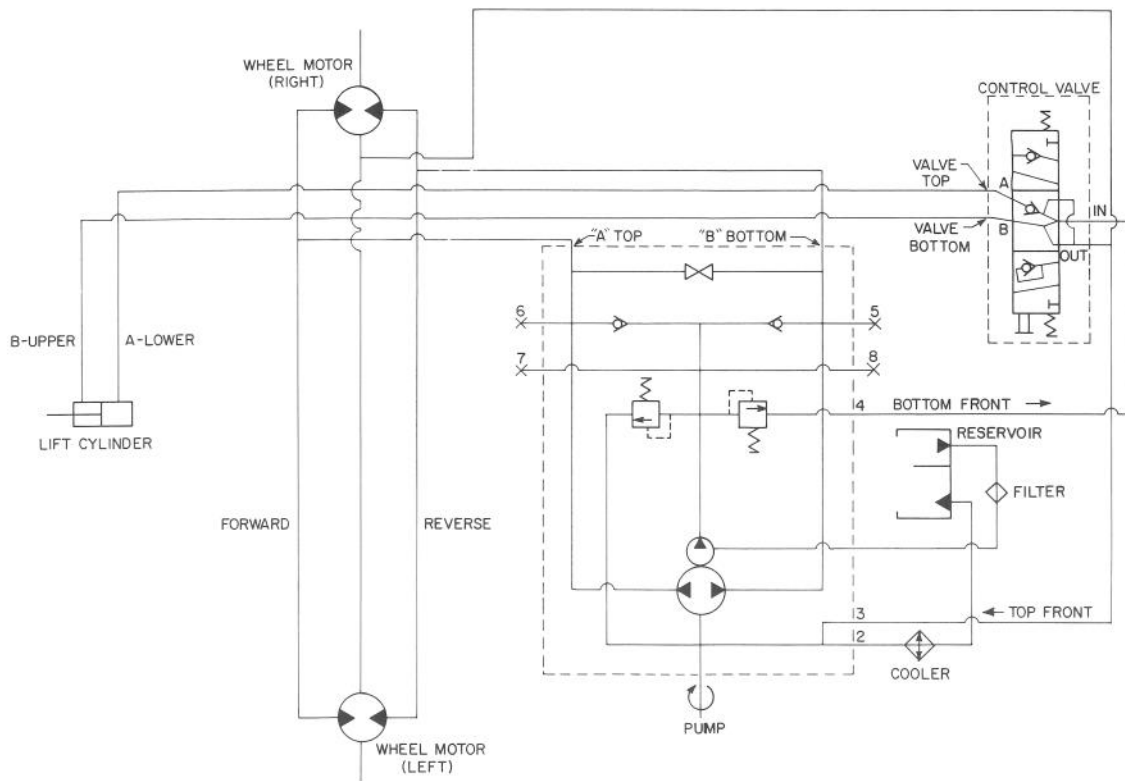 WHEEL MOTOR
(RIGHT)
CONTROL VALVE
VALVE
TOP
A
B
IN
VALVE
BOTTOM
OUT
"A" TOP
"B" BOTTOM
6
5
B-UPPER
A-LOWER
7
8
4
BOTTOM FRONT
LIFT CYLINDER
RESERVOIR
FILTER
FORWARD
REVERSE
3
TOP FRONT
2
COOLER
PUMP
WHEEL MOTOR
(LEFT)